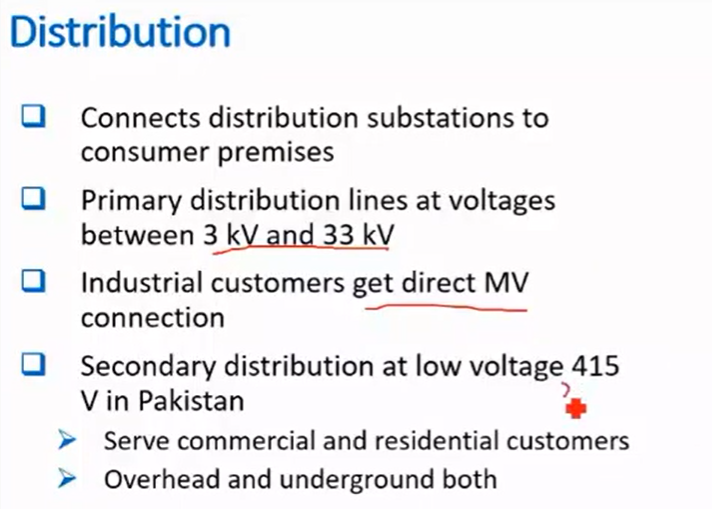 Distribution
Connects distribution substations to
consumer premises
Primary distribution lines at voltages
between 3 kV and 33 kV
Industrial customers get direct MV
connection
Secondary distribution at low voltage 415
V in Pakistan
Serve commercial and residential customers
Overhead and underground both